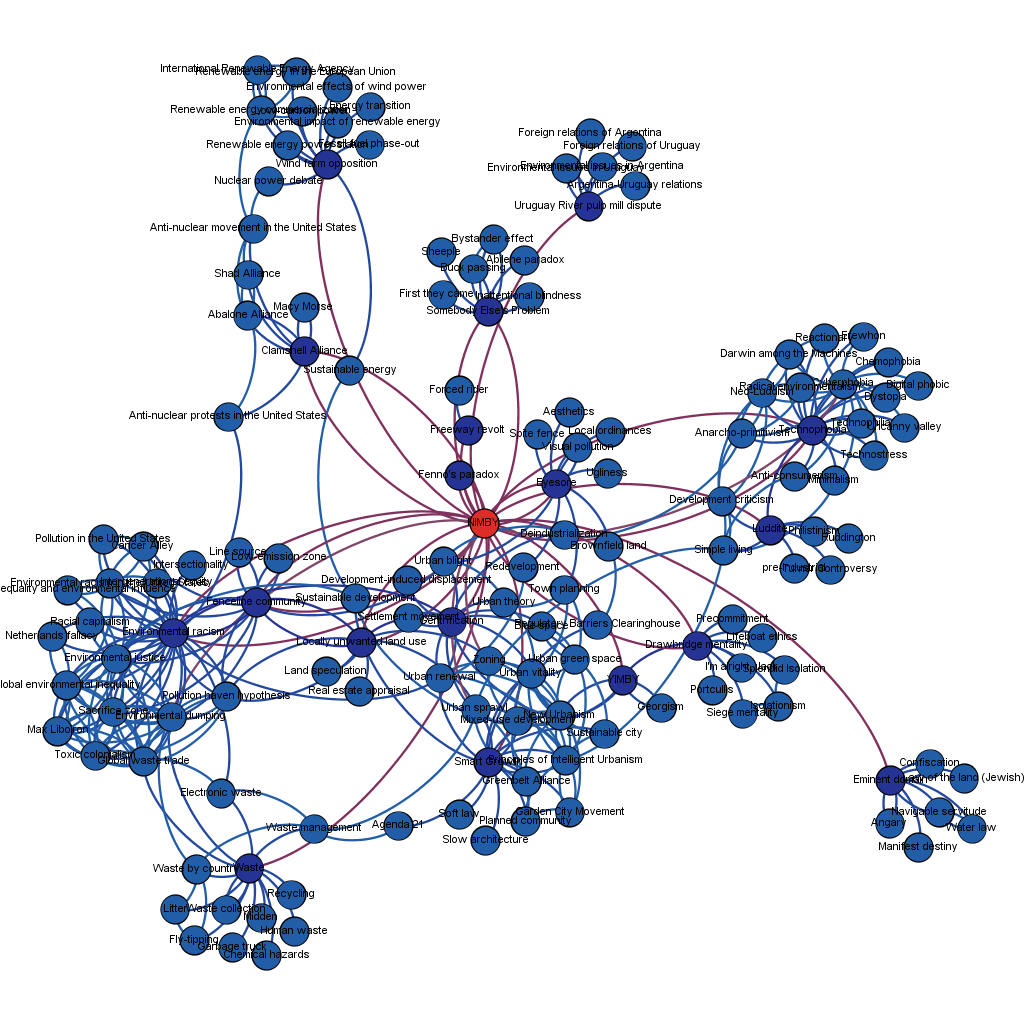 International Renewable Energy Agency
Renewable energy in the European Union
Environmental effects of wind power
Renewable energy commercialization
Energy transition
Environmental impact of renewable energy
Renewable energy power station
Fossil fuel phase-out
Wind farm opposition
Nuclear power debate
Foreign relations of Argentina
Foreign relations of Uruguay
Environmental issues in Argentina
Environmental issues in Uruguay
Argentina-Uruguay relations
Uruguay River pulp mill dispute
Anti-nuclear movement in the United States
Bystander effect
Sheeple
Abilene paradox
Buck passing
Shad Alliance
First they came
Inattentional blindness
Somebody Else's Problem
Macy Morse
Abalone Alliance
Clamshell Alliance
Sustainable energy
Reactionary
Erewhon
Darwin among the Machines
Chemophobia
Radical environmentalism
Cyberphobia
Digital phobic
Neo-Luddism
Dystopia
Forced rider
Anti-nuclear protests in the United States
Aesthetics
Freeway revolt
Spite fence
Local ordinances
Visual pollution
Anarcho-primitivism
Technophobia
Technophilia
Uncanny valley
Technostress
Fenno's paradox
Eyesore
Ugliness
Anti-consumerism
Minimalism
Development criticism
NIMBY
Deindustrialization
Brownfield land
Luddite
Philistinism
Ruddington
Simple living
pre-industrial
controversy
Pollution in the United States
Cancer Alley
Line source
Low-emission zone
Intersectionality
Urban blight
Redevelopment
Development-induced displacement
Sustainable development
Town planning
Urban theory
Racial capitalism
Fenceline community
Settlement movement
Gentrification
Blue space
Regulatory Barriers Clearinghouse
Netherlands fallacy
Environmental racism
Locally unwanted land use
Precommitment
Lifeboat ethics
Drawbridge mentality
Environmental justice
Zoning
Urban green space
I'm alright, Jack
Splendid Isolation
Land speculation
Urban renewal
Urban vitality
YIMBY
Global environmental inequality
Real estate appraisal
Portcullis
Pollution haven hypothesis
Urban sprawl
Georgism
Isolationism
Siege mentality
Sacrifice zone
Environmental dumping
New Urbanism
Mixed-use development
Max Liboiron
Sustainable city
Toxic colonialism
Global waste trade
Smart Growth
Principles of Intelligent Urbanism
Greenbelt Alliance
Confiscation
Eminent domain
Law of the land (Jewish)
Electronic waste
Soft law
Garden City Movement
Planned community
Navigable servitude
Waste management
Agenda 21
Angary
Water law
Slow architecture
Manifest destiny
Waste by country
Waste
Recycling
Litter
Waste collection
Midden
Human waste
Fly-tipping
Garbage truck
Chemical hazards